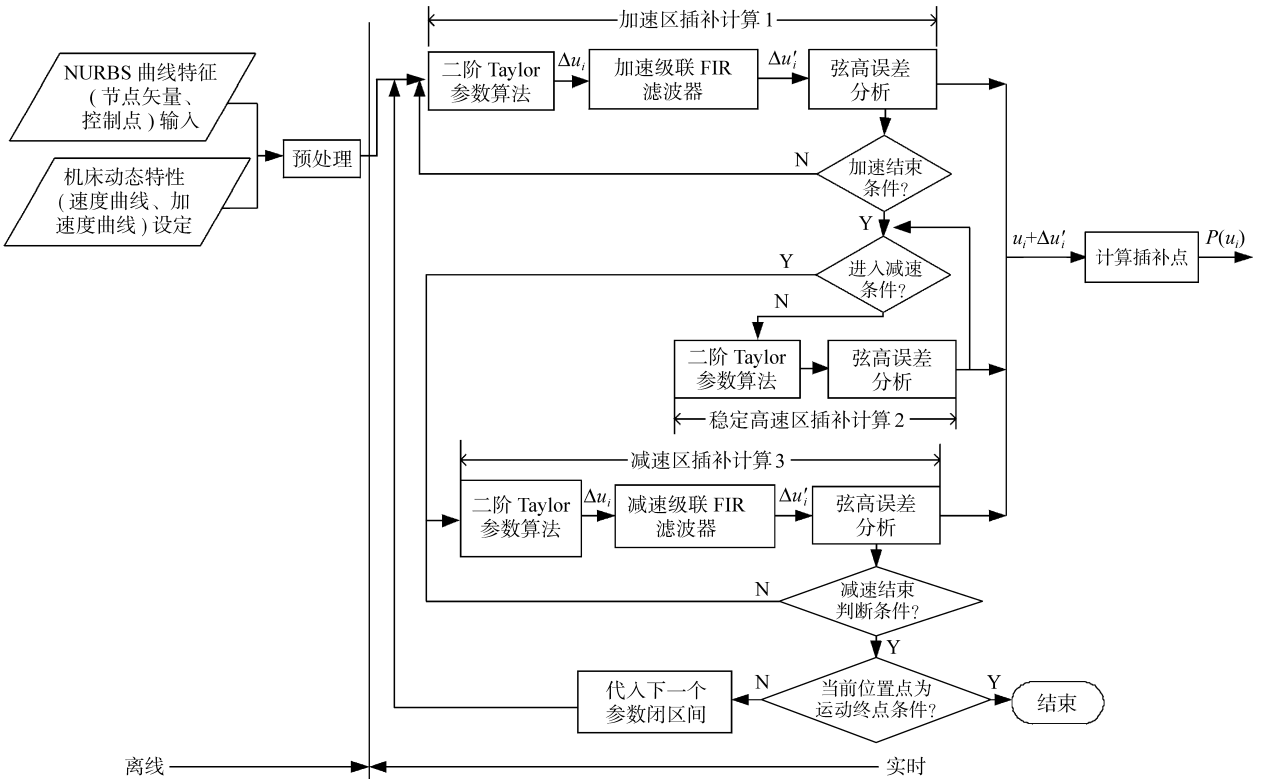 加速区插补计算1
NURBS 曲线特征
(节点矢量、
控制点)输入
机床动态特性
(速度曲线、加
速度曲线)设定
预处理
二阶 Taylor
参数算法
Δuᵢ
加速级联 FIR
滤波器
Δu′ᵢ
弦高误差
分析
N
加速结束
条件?
Y
Y
进入减速
条件?
N
uᵢ+Δu′ᵢ
计算插补点
P(uᵢ)
二阶 Taylor
参数算法
弦高误差
分析
稳定高速区插补计算2
减速区插补计算3
二阶 Taylor
参数算法
Δuᵢ
减速级联 FIR
滤波器
Δu′ᵢ
弦高误差
分析
N
减速结束
判断条件?
Y
代入下一个
参数闭区间
N
当前位置点为
运动终点条件?
Y
结束
离线
实时